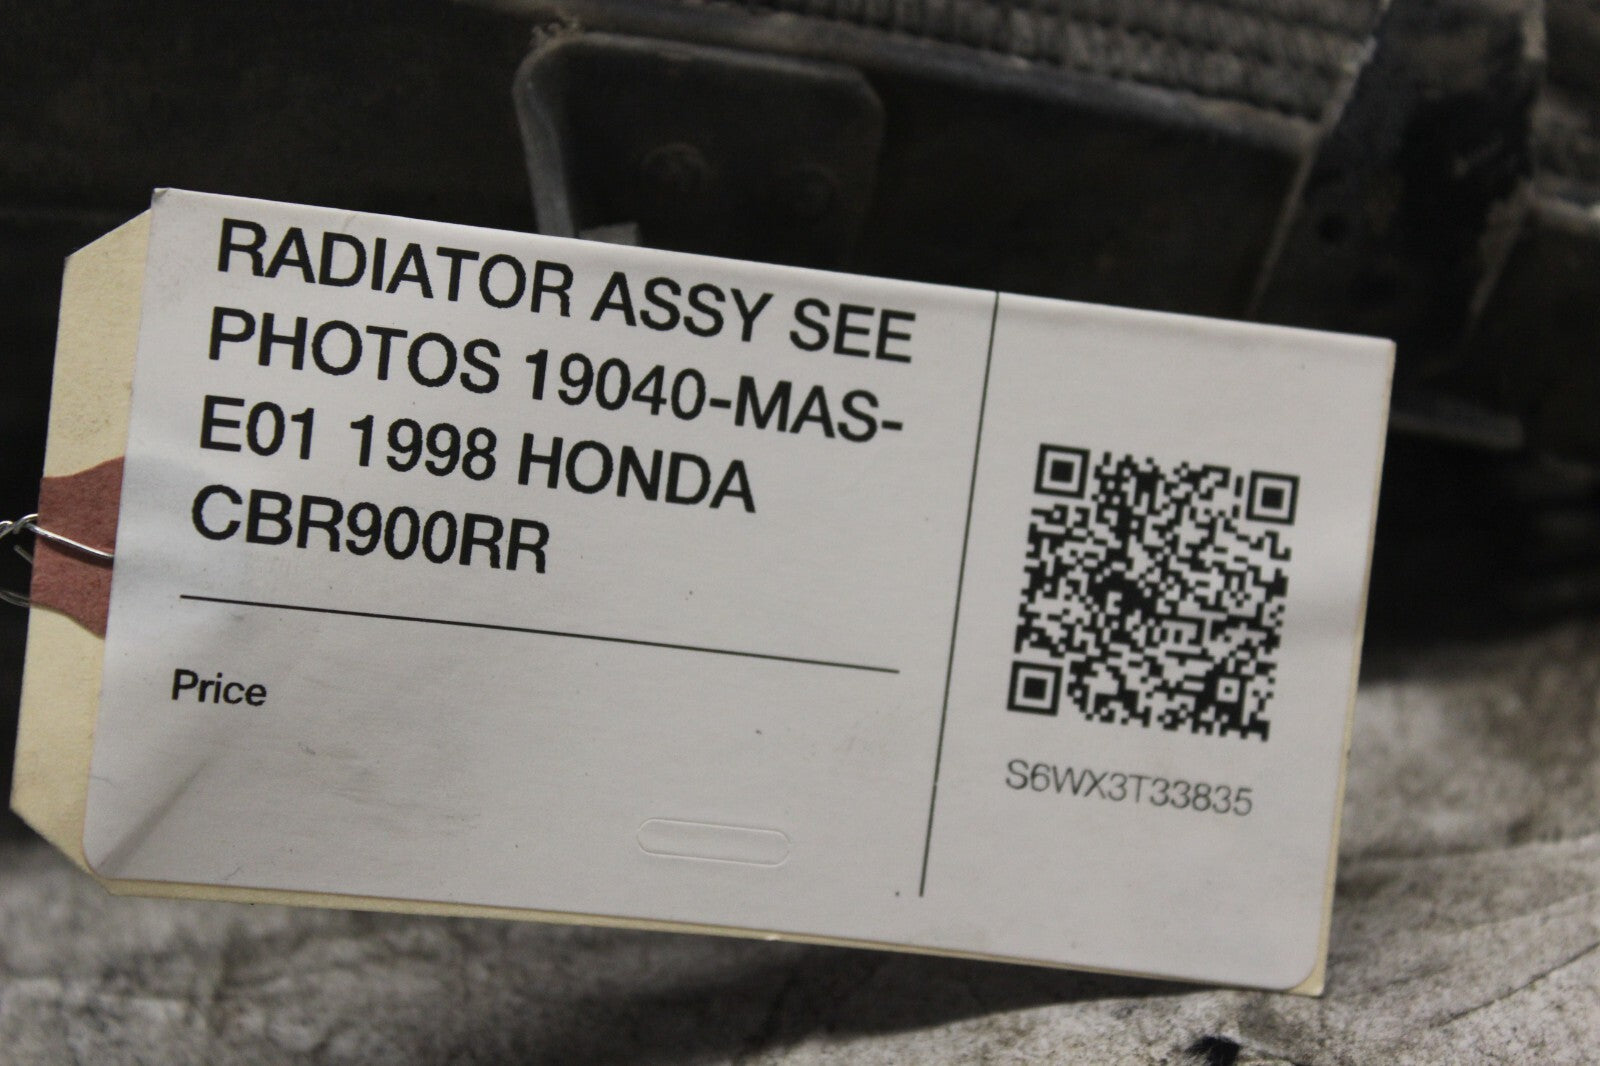 RADIATOR ASSY SEE
PHOTOS 19040-MAS-
E01 1998 HONDA
CBR900RR
Price
S6WX3T33835